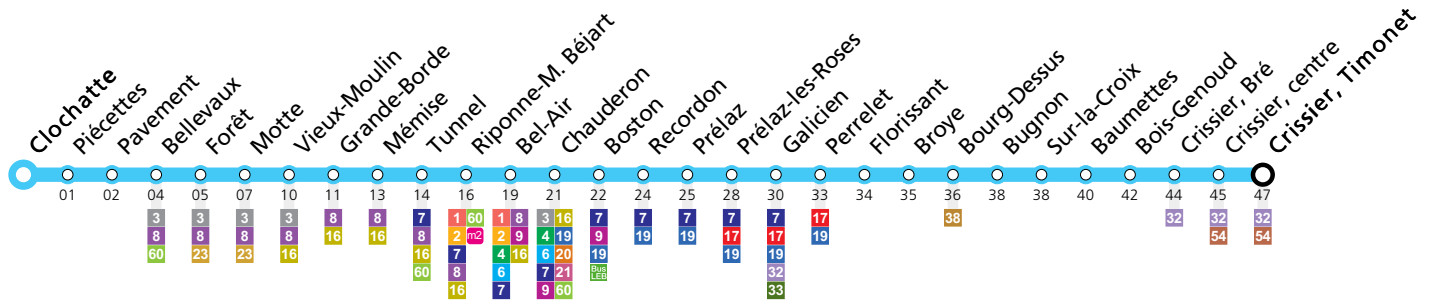 Clochatte
Piécettes
Pavement
Bellevaux
Forêt
Motte
Vieux-Moulin
Grande-Borde
Mémise
Tunnel
Riponne-M. Béjart
Bel-Air
Chauderon
Boston
Recordon
Prélaz
Prélaz-les-Roses
Galicien
Perrelet
Florissant
Broye
Bourg-Dessus
Bugnon
Sur-la-Croix
Baumettes
Bois-Genoud
Crissier, Bré
Crissier, centre
Crissier, Timonet
01 02 04 05 07 10 11 13 14 16 19 21 22 24 25 28 30 33 34 35 36 38 38 40 42 44 45 47
3 3 3 3 8 8 7 1 60 1 8 3 16 7 7 7 7 7 17 38 32 32 32
8 8 8 8 16 16 8 2 m2 2 9 4 19 9 19 19 17 17 19 54 54
60 23 23 16 16 7 4 16 6 20 19 19 19
60 8 6 7 21 Bus LEB 32
16 7 9 60 33